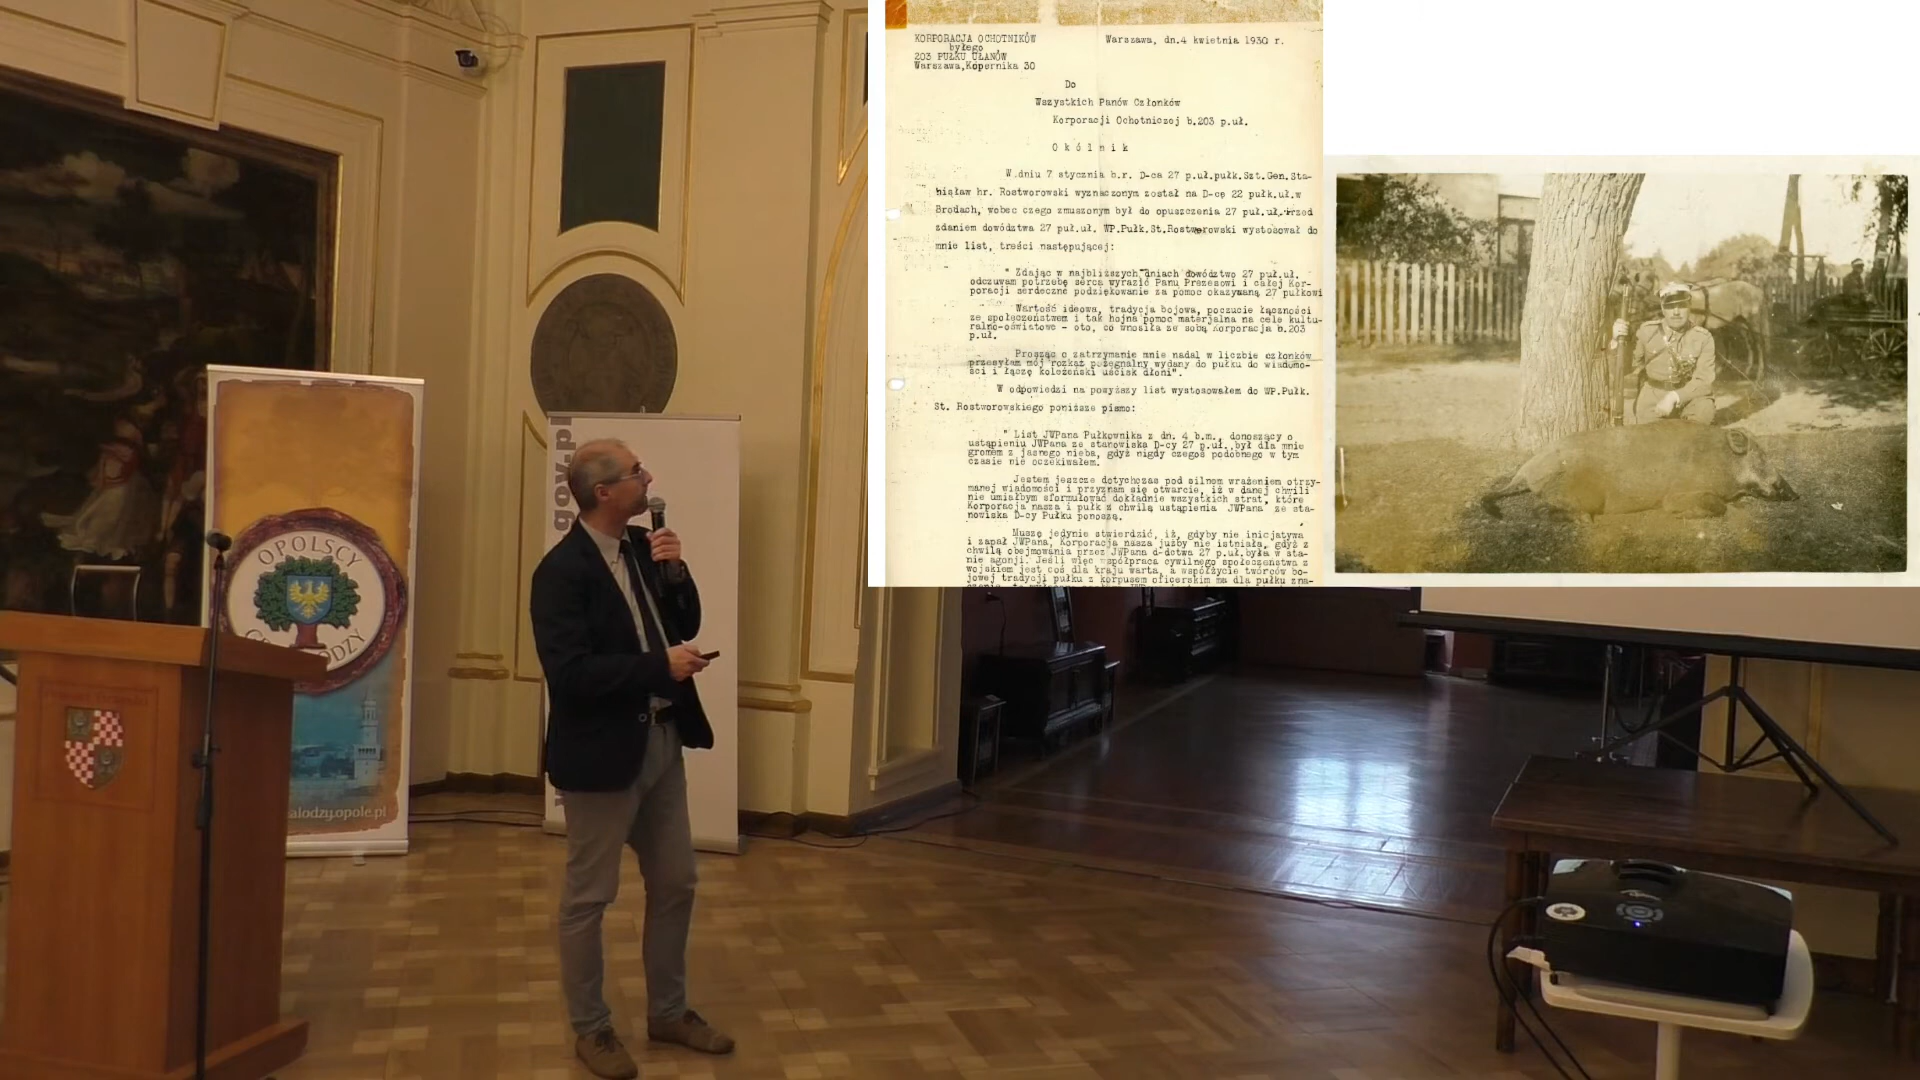 KORPORACJA OCHOTNIKÓW
byłego
203 PUŁKU UŁANÓW
Warszawa, Kopernika 30
Warszawa, dn.4 kwietnia 1930 r.
Do
Wszystkich Panów Członków
Korporacji Ochotniczej b.203 p.uł.
O k ó l n i k
W dniu 7 stycznia b.r. D-ca 27 p.uł.pułk.Szt.Gen.Sta-
nisław hr. Rostworowski wyznaczonym został na D-cę 22 pułk.uł.w
Brodach, wobec czego zmuszonym był do opuszczenia 27 puł.uł. Przed
zdaniem dowództwa 27 puł.uł. WP.Pułk.St.Rostworowski wystosował do
mnie list, treści następującej:
" Zdając w najbliższych dniach dowództwo 27 puł.uł.
odczuwam potrzebę serca wyrazić Panu Prezesowi i całej Kor-
poracji serdeczne podziękowanie za pomoc okazywaną 27 pułkowi
Wartość ideowa, tradycja bojowa, poczucie łączności
ze społeczeństwem i tak hojna pomoc materjalna na cele kultu-
ralno-oświatowe - oto, co wnosiła ze sobą Korporacja b.203
p.uł.
Prosząc o zatrzymanie mnie nadal w liczbie członków
przesyłam mój rozkaz pożegnalny wydany do pułku do wiadomo-
ści i łączę koleżeński uścisk dłoni".
W odpowiedzi na powyższy list wystosowałem do WP.Pułk.
St. Rostworowskiego poniższe pismo:
" List JWPana Pułkownika z dn. 4 b.m., donoszący o
ustąpieniu JWPana ze stanowiska D-cy 27 p.uł. był dla mnie
gromem z jasnego nieba, gdyż nigdy czegoś podobnego w tym
czasie nie oczekiwałem.
Jestem jeszcze dotychczas pod silnem wrażeniem otrzy-
manej wiadomości i przyznam się otwarcie, iż w danej chwili
nie umiałbym sformułować dokładnie wszystkich strat, które
Korporacja nasza i pułk z chwilą ustąpienia JWPana ze sta-
nowiska D-cy Pułku ponoszą.
Muszę jedynie stwierdzić, iż, gdyby nie inicjatywa
i zapał JWPana, Korporacja nasza jużby nie istniała, gdyż z
chwilą obejmowania przez JWPana d-dctwa 27 p.uł.była w sta-
nie agonji. Jeśli więc współpraca cywilnego społeczeństwa z
wojskiem jest coś dla kraju warta, a współżycie twórców bo-
jowej tradycji pułku z korpusem oficerskim ma dla pułku zna-
gov.pl
OPOLSCY
ODZY
alodzy.opole.pl